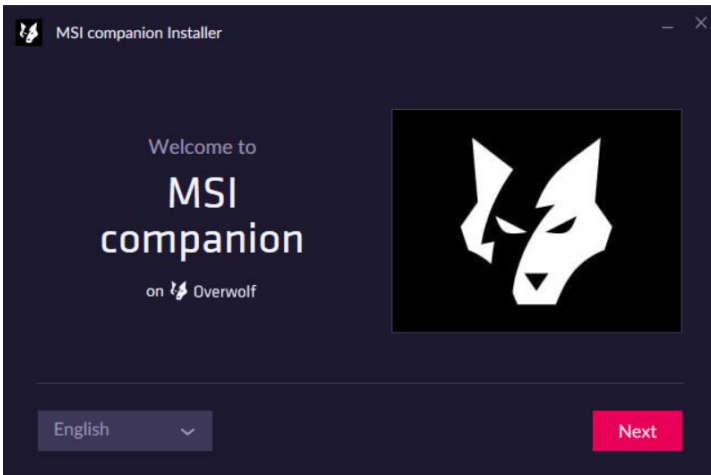 MSI companion Installer
Welcome to
MSI
companion
on Overwolf
English
Next